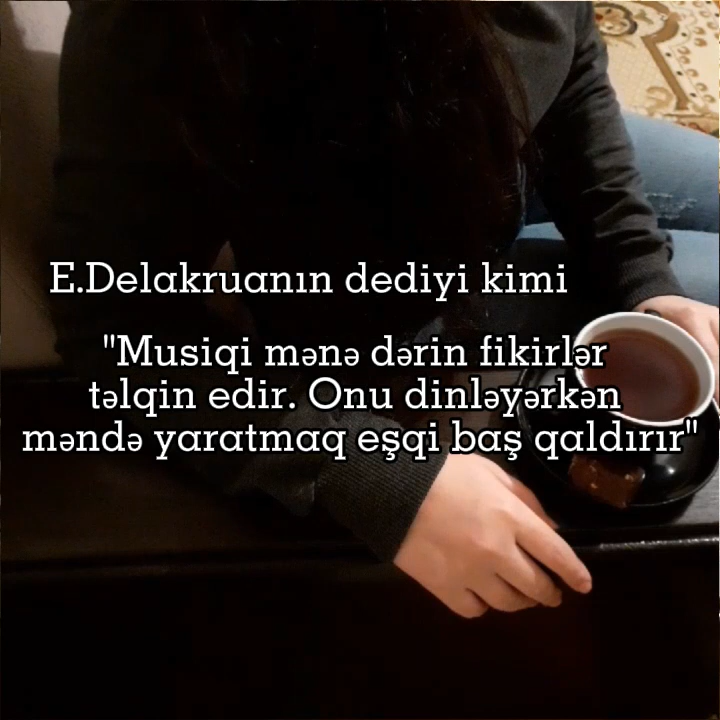 E.Delakruanın dediyi kimi
"Musiqi mənə dərin fikirlər
təlqin edir. Onu dinləyərkən
məndə yaratmaq eşqi baş qaldırır"